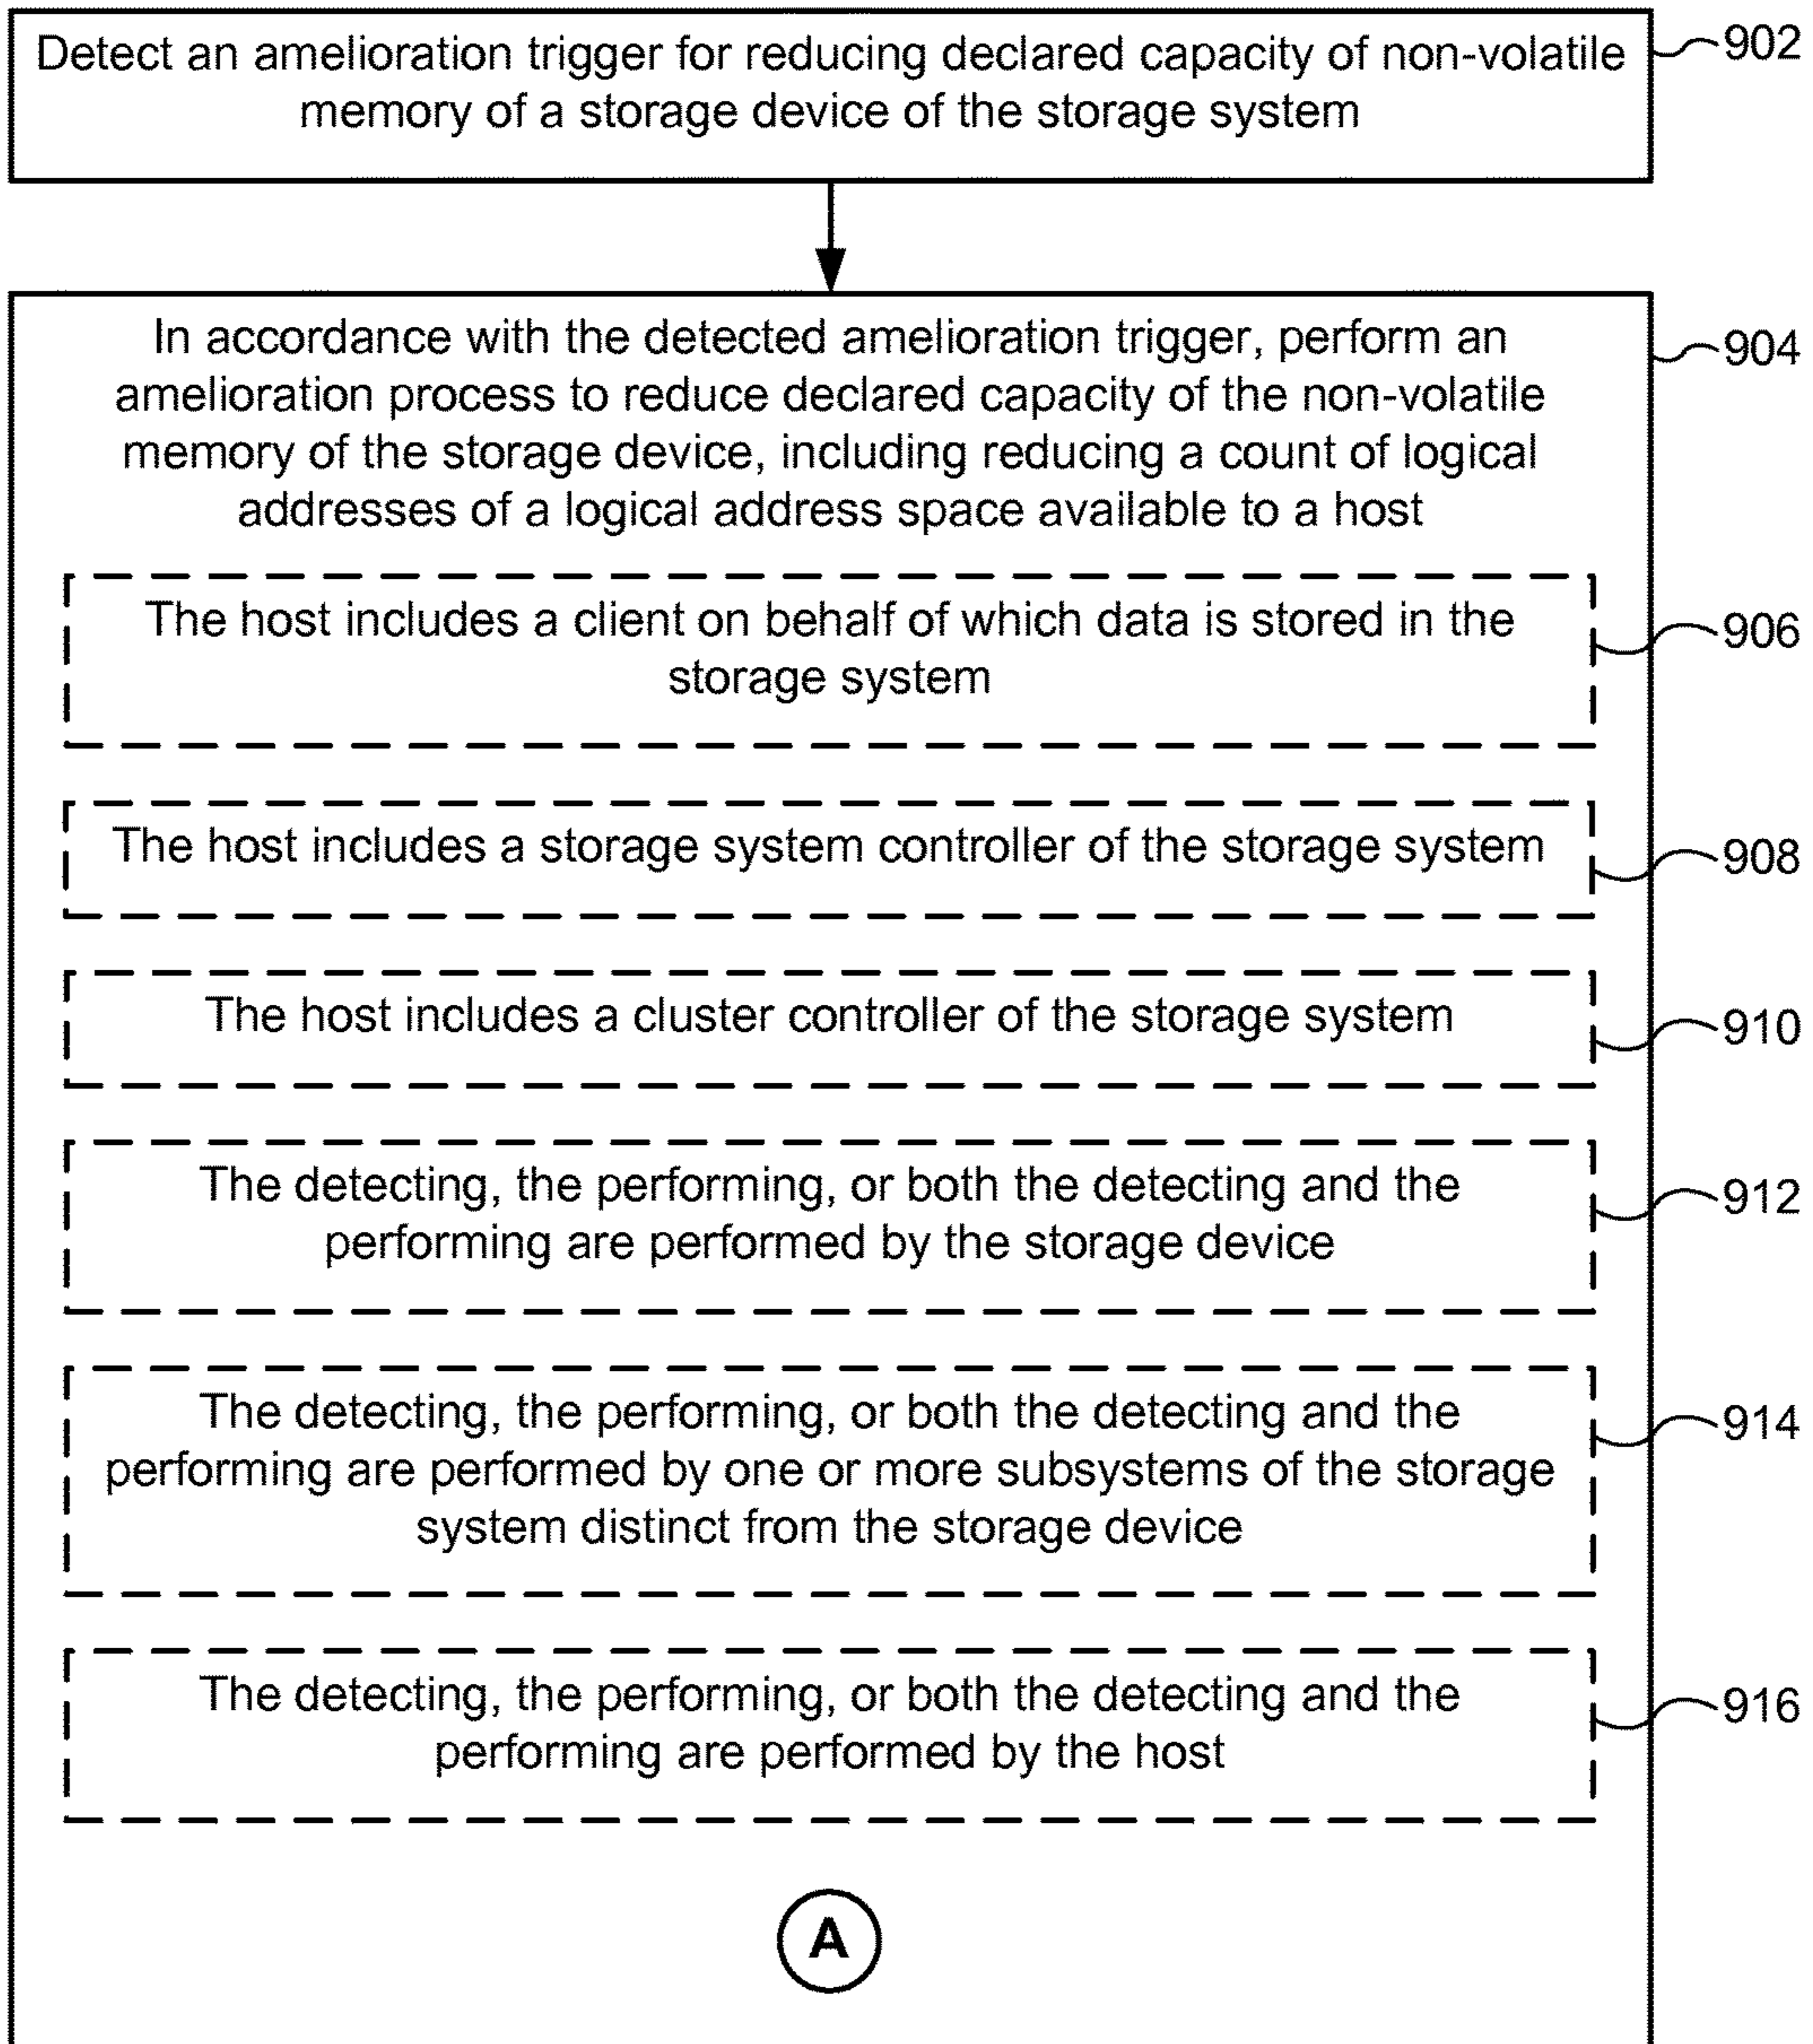 Detect an amelioration trigger for reducing declared capacity of non-volatile
memory of a storage device of the storage system
902
In accordance with the detected amelioration trigger, perform an
amelioration process to reduce declared capacity of the non-volatile
memory of the storage device, including reducing a count of logical
addresses of a logical address space available to a host
904
The host includes a client on behalf of which data is stored in the
storage system
906
The host includes a storage system controller of the storage system
908
The host includes a cluster controller of the storage system
910
The detecting, the performing, or both the detecting and the
performing are performed by the storage device
912
The detecting, the performing, or both the detecting and the
performing are performed by one or more subsystems of the storage
system distinct from the storage device
914
The detecting, the performing, or both the detecting and the
performing are performed by the host
916
A